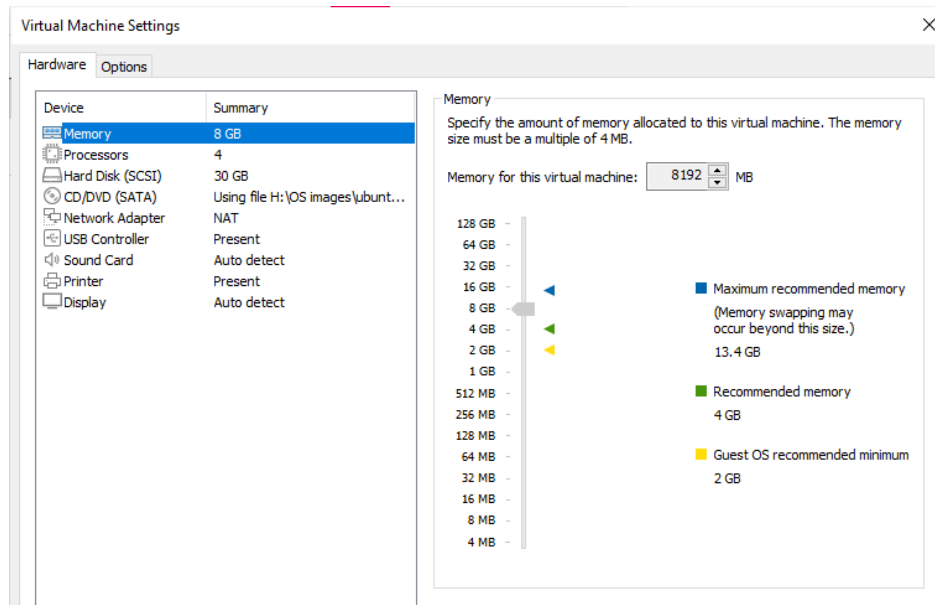 Virtual Machine Settings
Hardware Options
Device Summary
Memory 8 GB
Processors 4
Hard Disk (SCSI) 30 GB
CD/DVD (SATA) Using file H:\OS images\ubunt...
Network Adapter NAT
USB Controller Present
Sound Card Auto detect
Printer Present
Display Auto detect
Memory
Specify the amount of memory allocated to this virtual machine. The memory
size must be a multiple of 4 MB.
Memory for this virtual machine: 8192 MB
128 GB
64 GB
32 GB
16 GB
8 GB
4 GB
2 GB
1 GB
512 MB
256 MB
128 MB
64 MB
32 MB
16 MB
8 MB
4 MB
Maximum recommended memory
(Memory swapping may
occur beyond this size.)
13.4 GB
Recommended memory
4 GB
Guest OS recommended minimum
2 GB